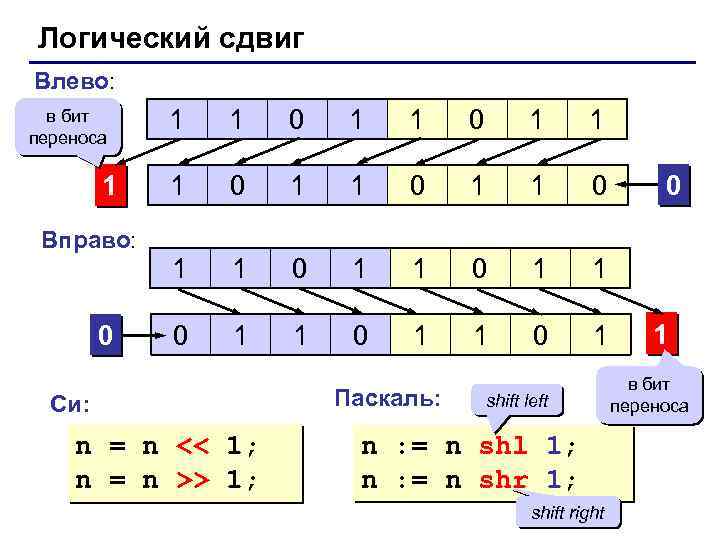 Логический сдвиг
Влево:
в бит
переноса
1 1 0 1 1 0 1 1
1 1 0 1 1 0 1 1 0 0
Вправо:
1 1 0 1 1 0 1 1
0 0 1 1 0 1 1 0 1 1
в бит
переноса
Си:
n = n << 1;
n = n >> 1;
Паскаль:
shift left
n := n shl 1;
n := n shr 1;
shift right